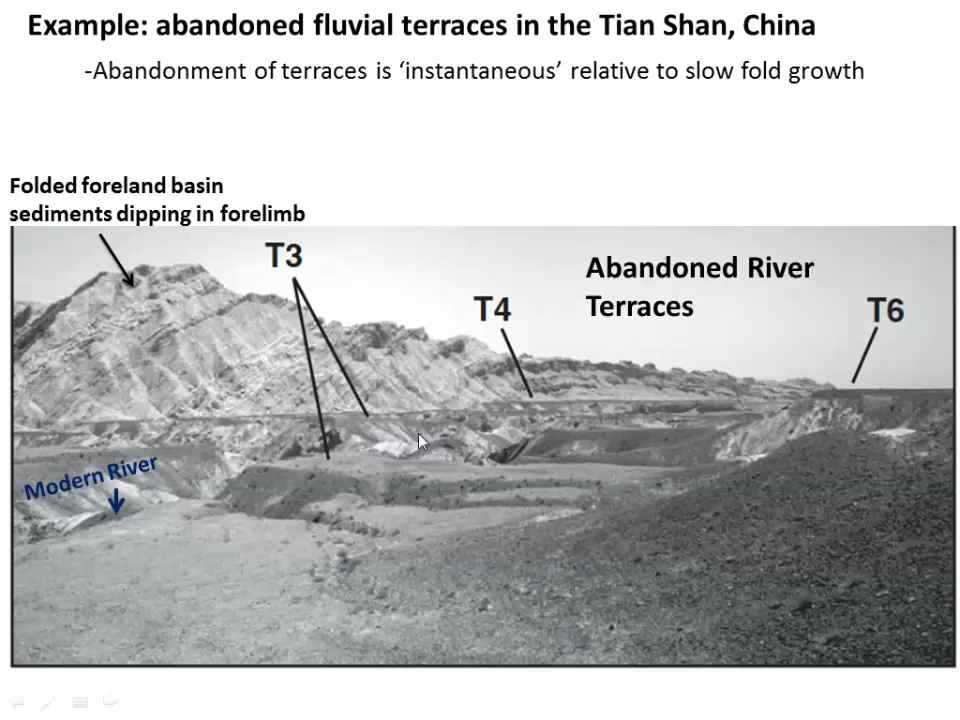 Example: abandoned fluvial terraces in the Tian Shan, China
-Abandonment of terraces is ‘instantaneous’ relative to slow fold growth
Folded foreland basin
sediments dipping in forelimb
T3
Abandoned River
Terraces
T4
T6
Modern River